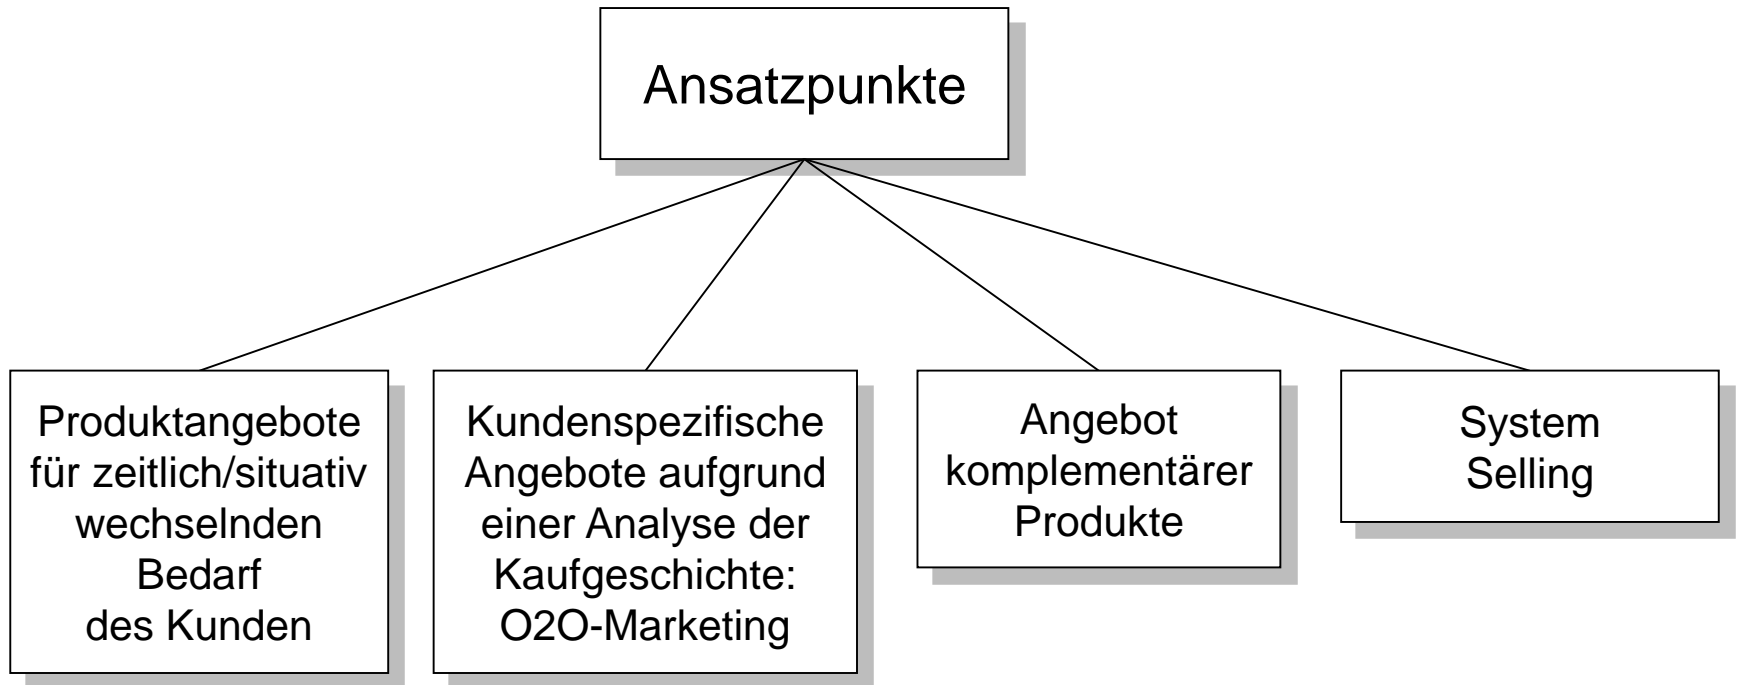 Ansatzpunkte
Produktangebote
für zeitlich/situativ
wechselnden
Bedarf
des Kunden
Kundenspezifische
Angebote aufgrund
einer Analyse der
Kaufgeschichte:
O2O-Marketing
Angebot
komplementärer
Produkte
System
Selling